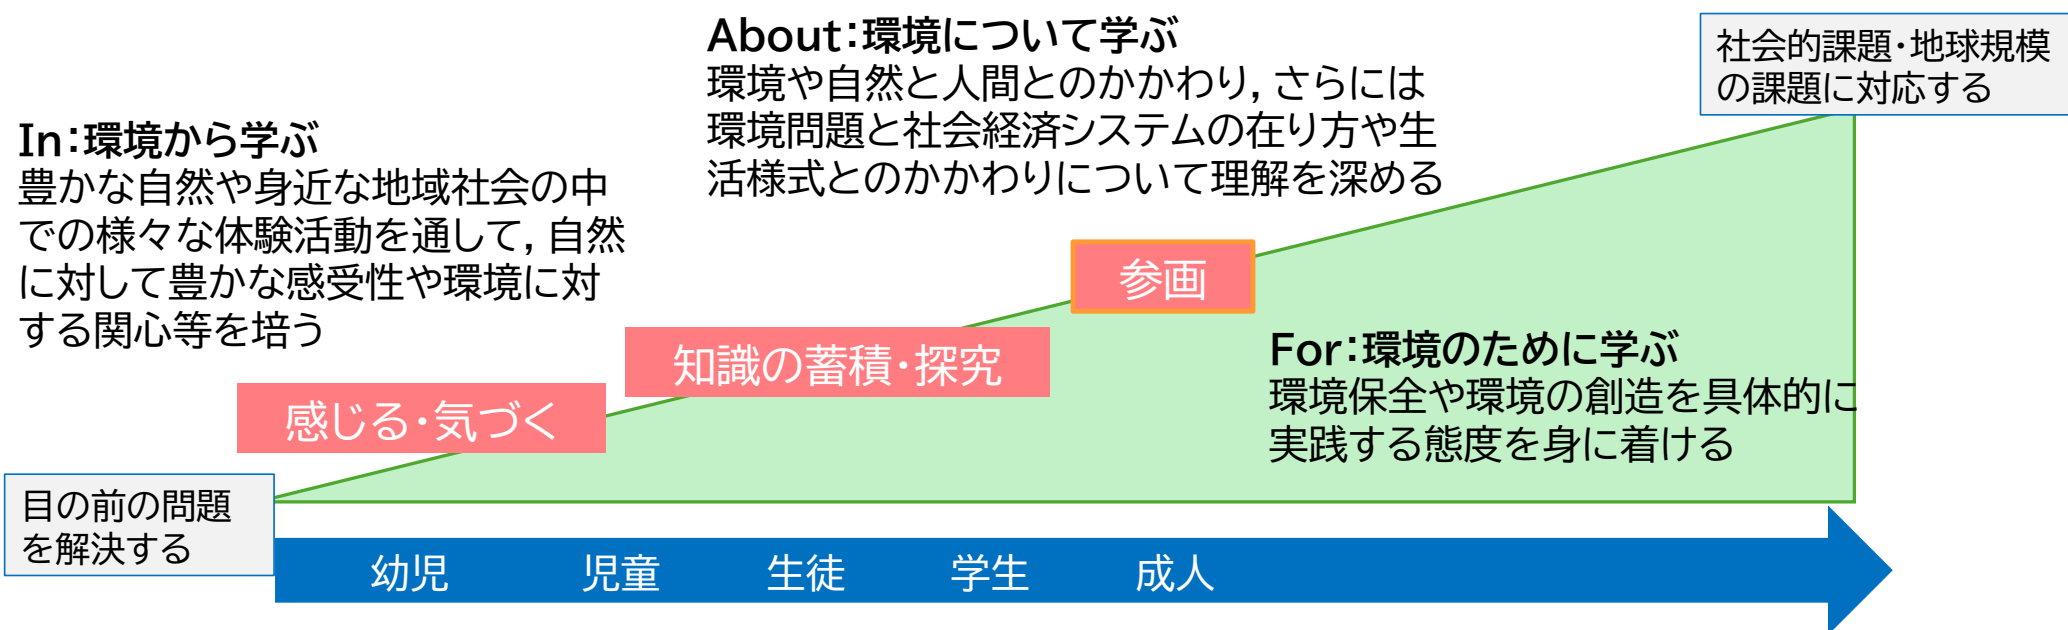 In：環境から学ぶ
豊かな自然や身近な地域社会の中
での様々な体験活動を通して，自然
に対して豊かな感受性や環境に対
する関心等を培う
About：環境について学ぶ
環境や自然と人間とのかかわり，さらには
環境問題と社会経済システムの在り方や生
活様式とのかかわりについて理解を深める
社会的課題・地球規模
の課題に対応する
参画
知識の蓄積・探究
感じる・気づく
For：環境のために学ぶ
環境保全や環境の創造を具体的に
実践する態度を身に着ける
目の前の問題
を解決する
幼児 児童 生徒 学生 成人